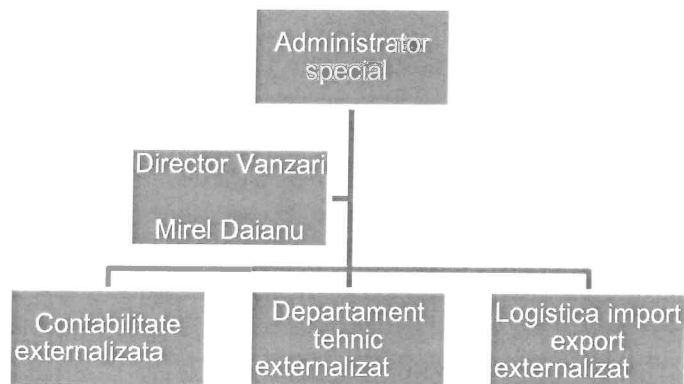 Administrator
special
Director Vanzari
Mirel Daianu
Contabilitate
externalizata
Departament
tehnic
externalizat
Logistica import
export
externalizat